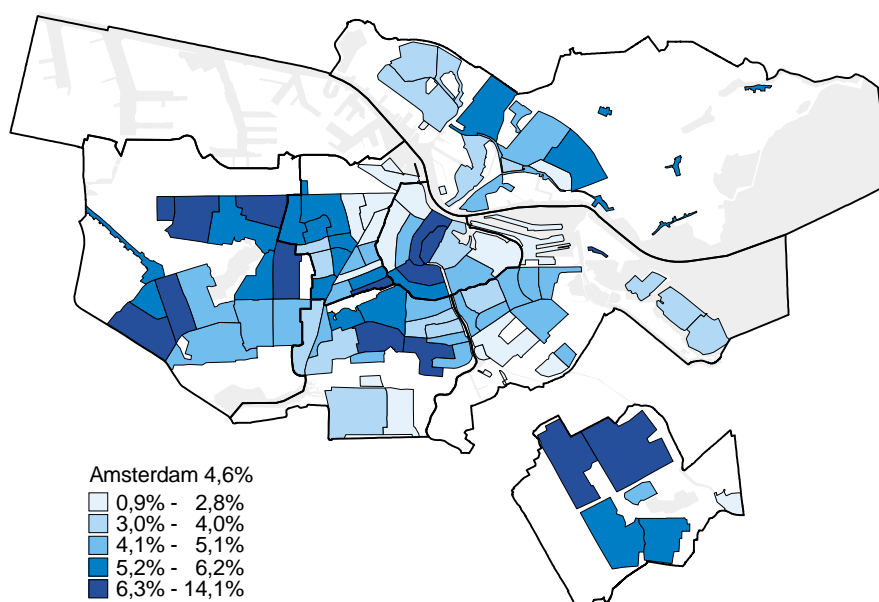 Amsterdam 4,6%
0,9% - 2,8%
3,0% - 4,0%
4,1% - 5,1%
5,2% - 6,2%
6,3% - 14,1%